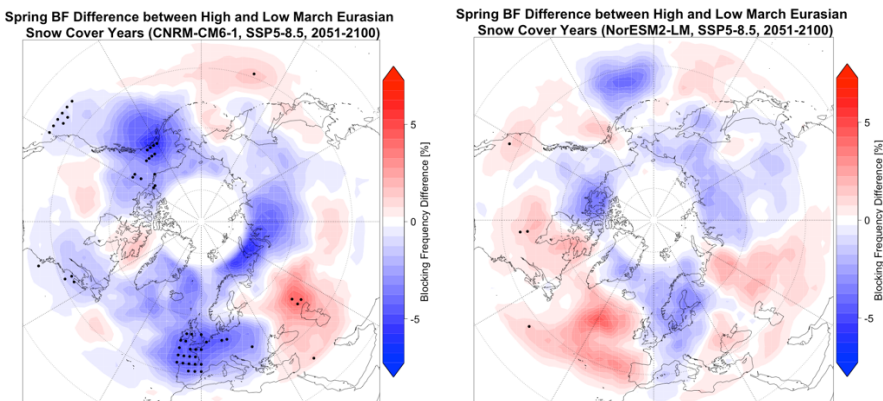 Spring BF Difference between High and Low March Eurasian
Snow Cover Years (CNRM-CM6-1, SSP5-8.5, 2051-2100)
5
0
-5
Blocking Frequency Difference [%]
Spring BF Difference between High and Low March Eurasian
Snow Cover Years (NorESM2-LM, SSP5-8.5, 2051-2100)
5
0
-5
Blocking Frequency Difference [%]